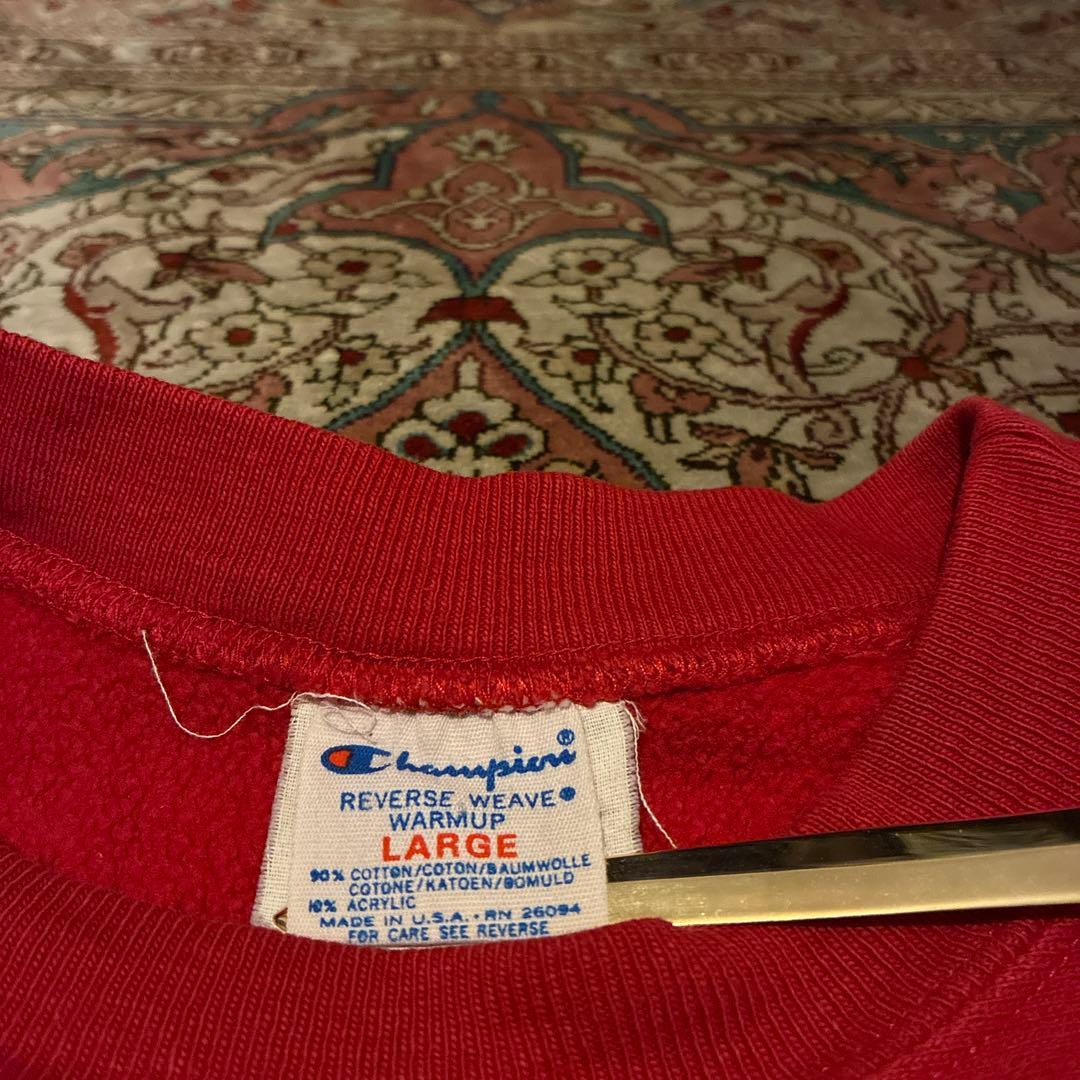 Champion®
REVERSE WEAVE®
WARMUP
LARGE
90% COTTON/COTON/BAUMWOLLE
COTONE/KATOEN/BOMULD
10% ACRYLIC
MADE IN U.S.A. · RN 26094
FOR CARE SEE REVERSE